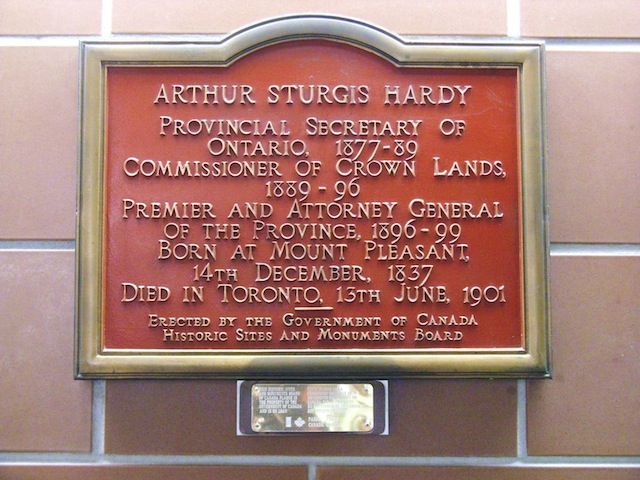 ARTHUR STURGIS HARDY
PROVINCIAL SECRETARY OF
ONTARIO, 1877-89
COMMISSIONER OF CROWN LANDS,
1889-96
PREMIER AND ATTORNEY GENERAL
OF THE PROVINCE, 1896-99
BORN AT MOUNT PLEASANT,
14TH DECEMBER, 1837
DIED IN TORONTO, 13TH JUNE, 1901
ERECTED BY THE GOVERNMENT OF CANADA
HISTORIC SITES AND MONUMENTS BOARD